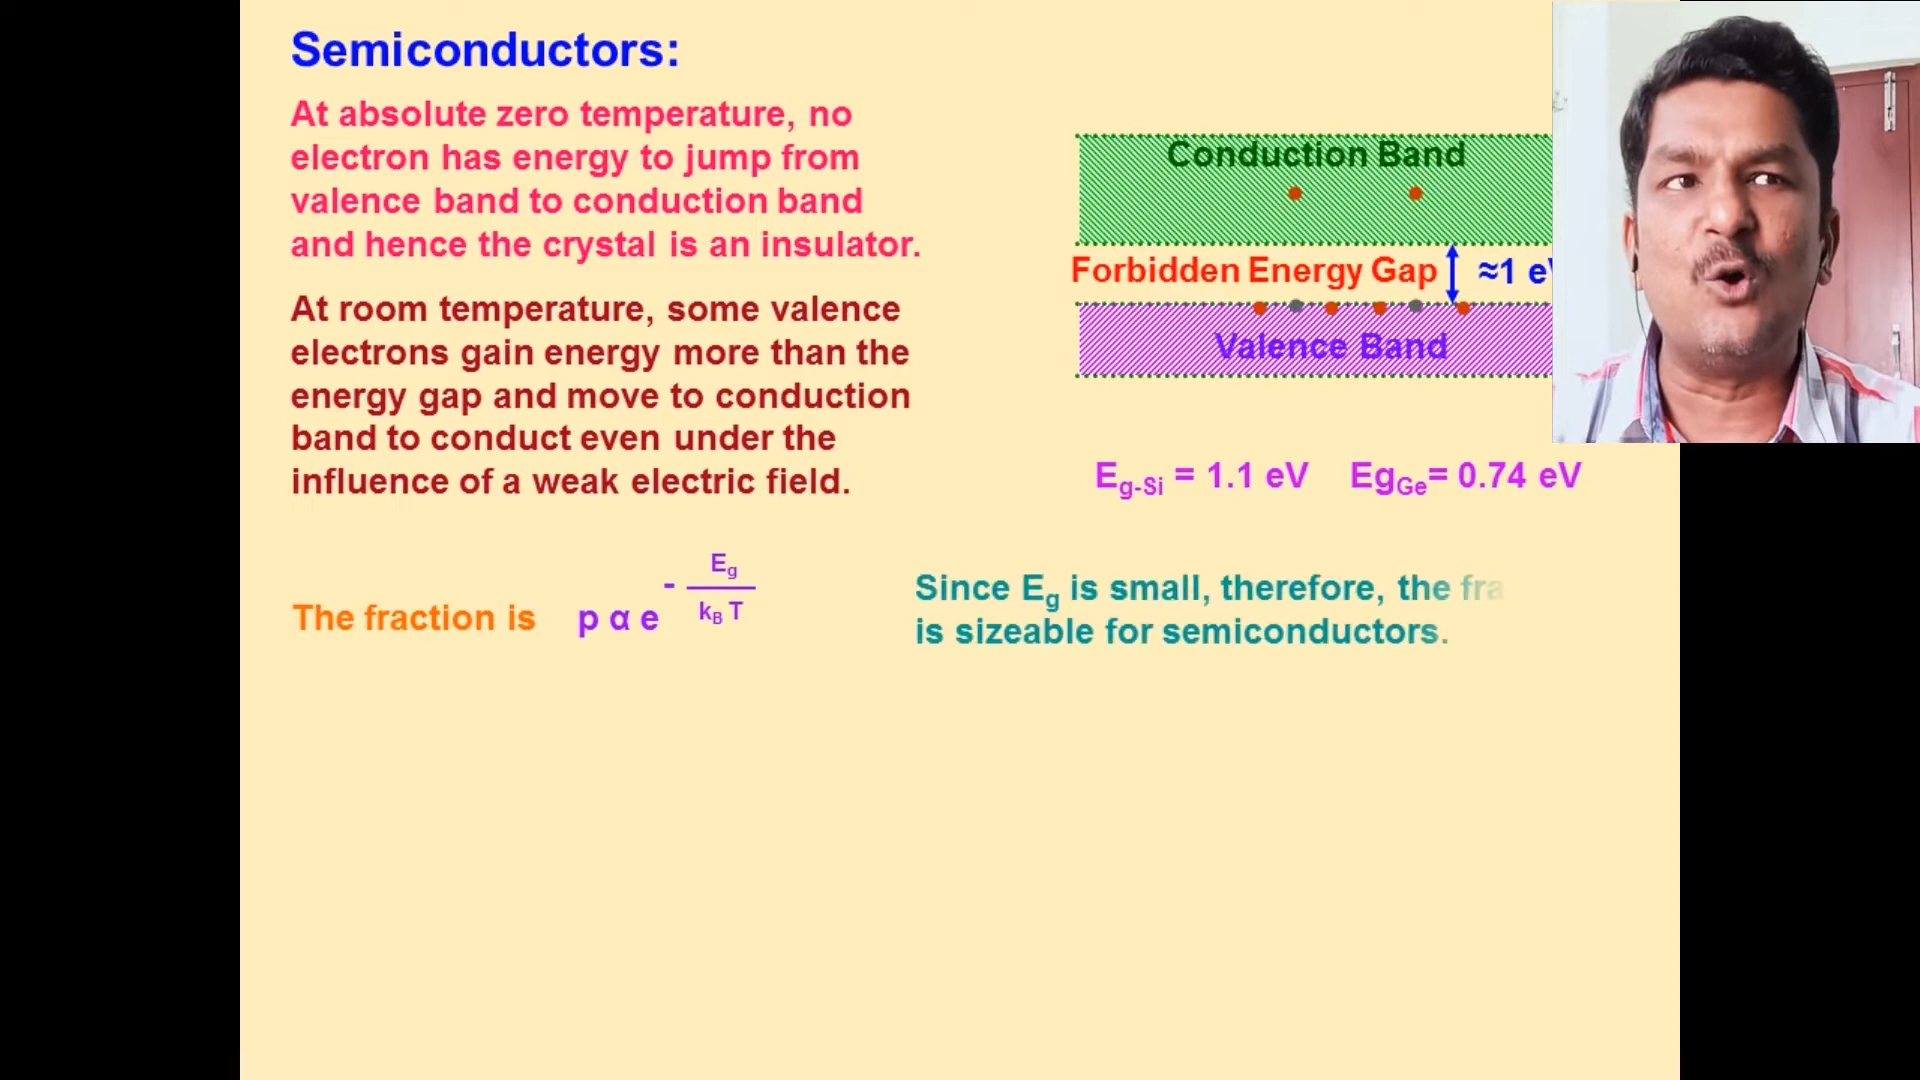 Semiconductors:
At absolute zero temperature, no
electron has energy to jump from
valence band to conduction band
and hence the crystal is an insulator.
At room temperature, some valence
electrons gain energy more than the
energy gap and move to conduction
band to conduct even under the
influence of a weak electric field.
Conduction Band
Forbidden Energy Gap ≈1
Valence Band
Eg-Si = 1.1 eV EgGe= 0.74 eV
The fraction is p α e - Eg
kB T
Since Eg is small, therefore, the
is sizeable for semiconductors.